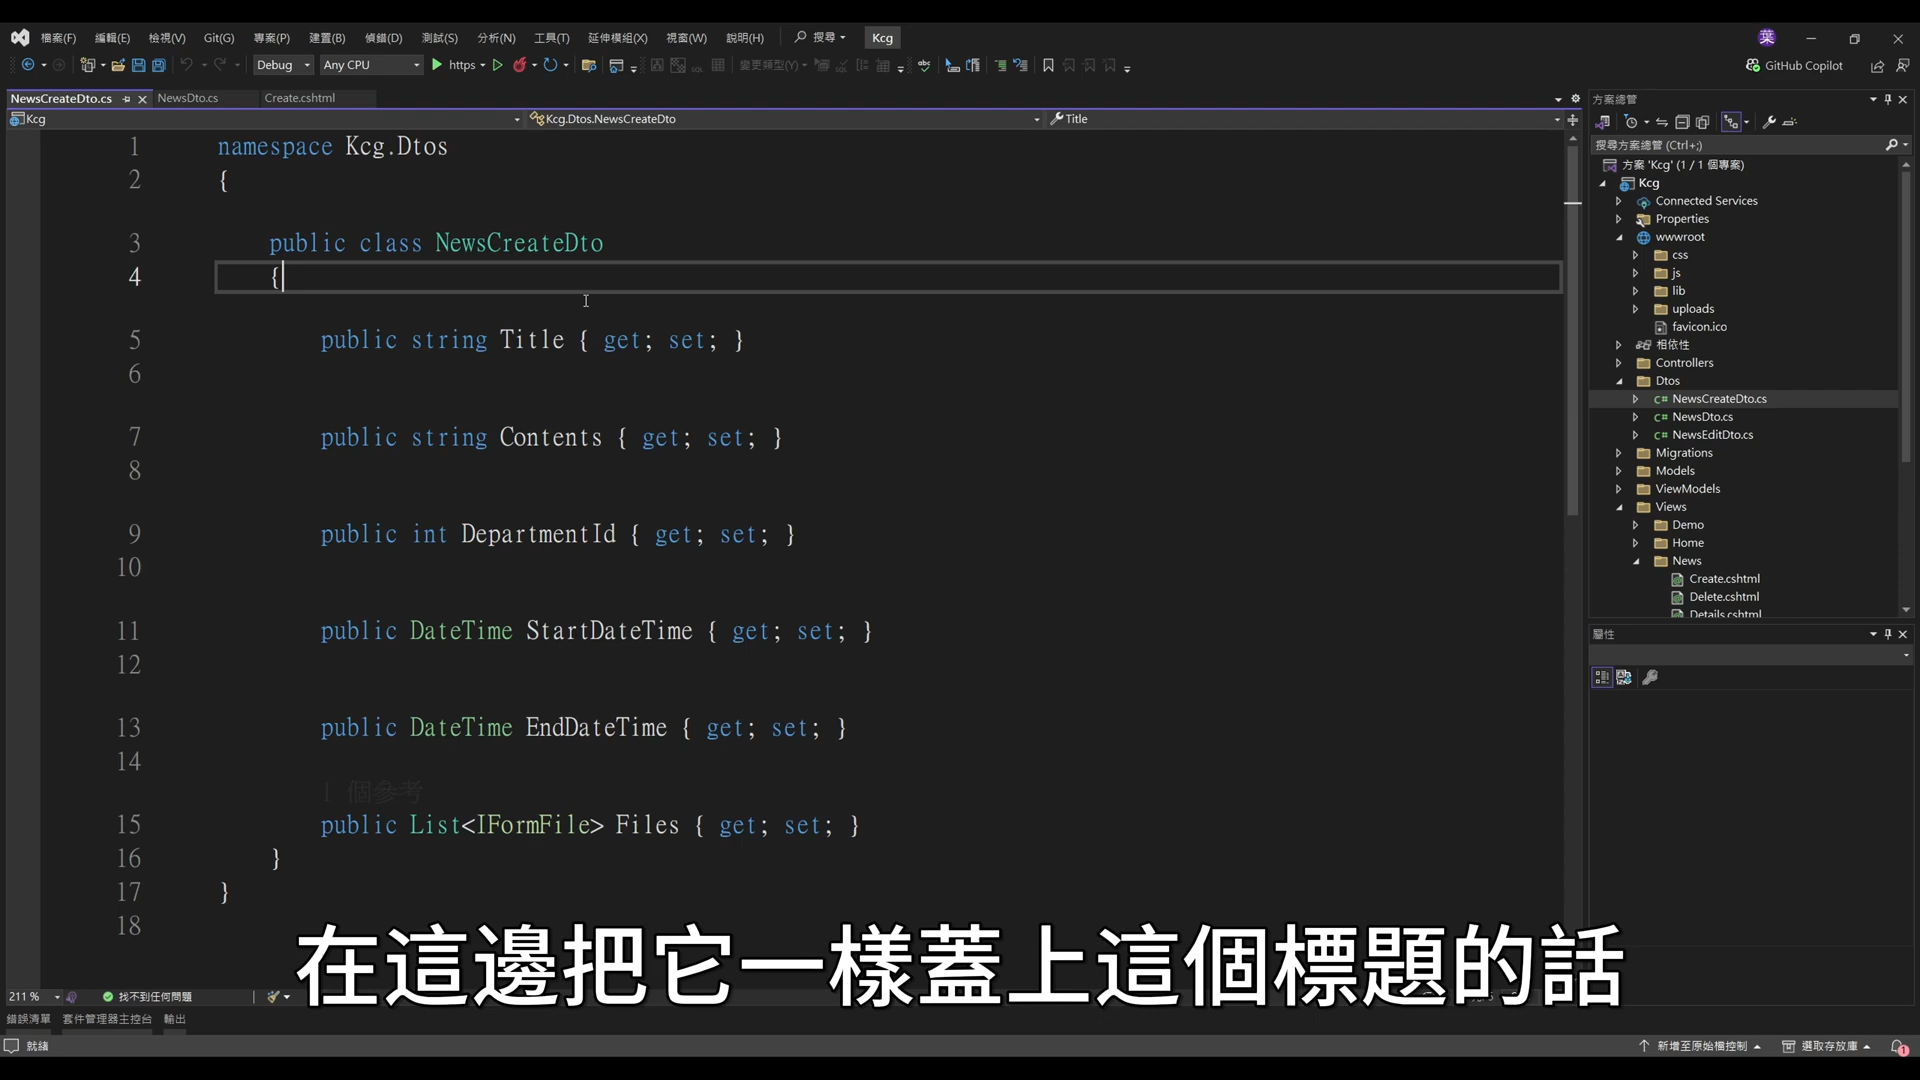 檔案(F) 編輯(E) 檢視(V) Git(G) 專案(P) 建置(B) 偵錯(D) 測試(S) 分析(N) 工具(T) 延伸模組(X) 視窗(W) 說明(H) 搜尋 Kcg 葉
Debug Any CPU https 變更類型(Y) GitHub Copilot
NewsCreateDto.cs NewsDto.cs Create.cshtml
Kcg Kcg.Dtos.NewsCreateDto Title
1 namespace Kcg.Dtos
2 {
3 public class NewsCreateDto
4 {
5 public string Title { get; set; }
6
7 public string Contents { get; set; }
8
9 public int DepartmentId { get; set; }
10
11 public DateTime StartDateTime { get; set; }
12
13 public DateTime EndDateTime { get; set; }
14
1 個參考
15 public List<IFormFile> Files { get; set; }
16 }
17 }
18
方案總管
搜尋方案總管 (Ctrl+;)
方案 'Kcg' (1 / 1 個專案)
Kcg
Connected Services
Properties
wwwroot
css
js
lib
uploads
favicon.ico
相依性
Controllers
Dtos
C# NewsCreateDto.cs
C# NewsDto.cs
C# NewsEditDto.cs
Migrations
Models
ViewModels
Views
Demo
Home
News
Create.cshtml
Delete.cshtml
Details.cshtml
屬性
在這邊把它一樣蓋上這個標題的話
211 % 找不到任何問題
錯誤清單 套件管理器主控台 輸出
就緒 新增至原始檔控制 選取存放庫 1